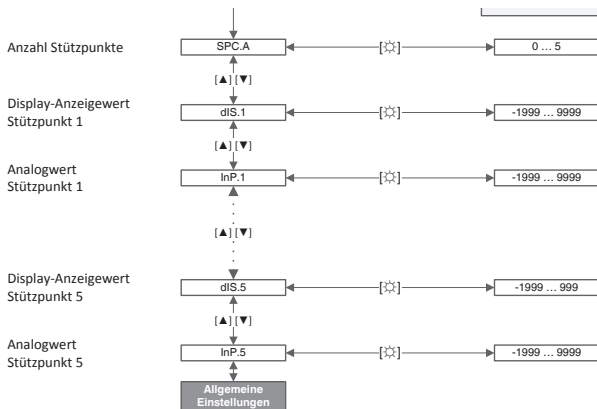 Anzahl Stützpunkte
SPC.A
[☼]
0 ... 5
[▲] [▼]
Display-Anzeigewert
Stützpunkt 1
dIS.1
[☼]
-1999 ... 9999
[▲] [▼]
Analogwert
Stützpunkt 1
InP.1
[☼]
-1999 ... 9999
[▲] [▼]
Display-Anzeigewert
Stützpunkt 5
dIS.5
[☼]
-1999 ... 999
[▲] [▼]
Analogwert
Stützpunkt 5
InP.5
[☼]
-1999 ... 9999
Allgemeine
Einstellungen